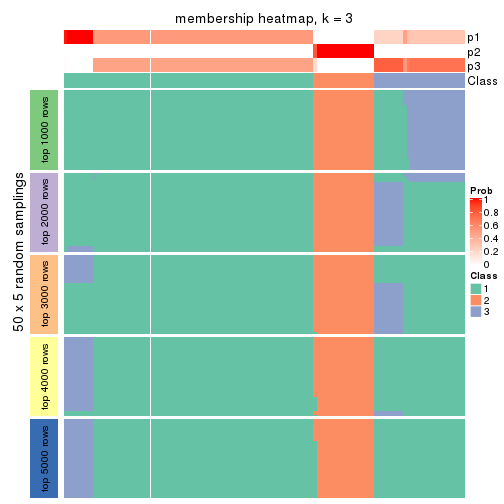 membership heatmap, k = 3
p1
p2
p3
Class
50 x 5 random samplings
top 1000 rows
top 2000 rows
top 3000 rows
top 4000 rows
top 5000 rows
Prob
1
0.8
0.6
0.4
0.2
0
Class
1
2
3